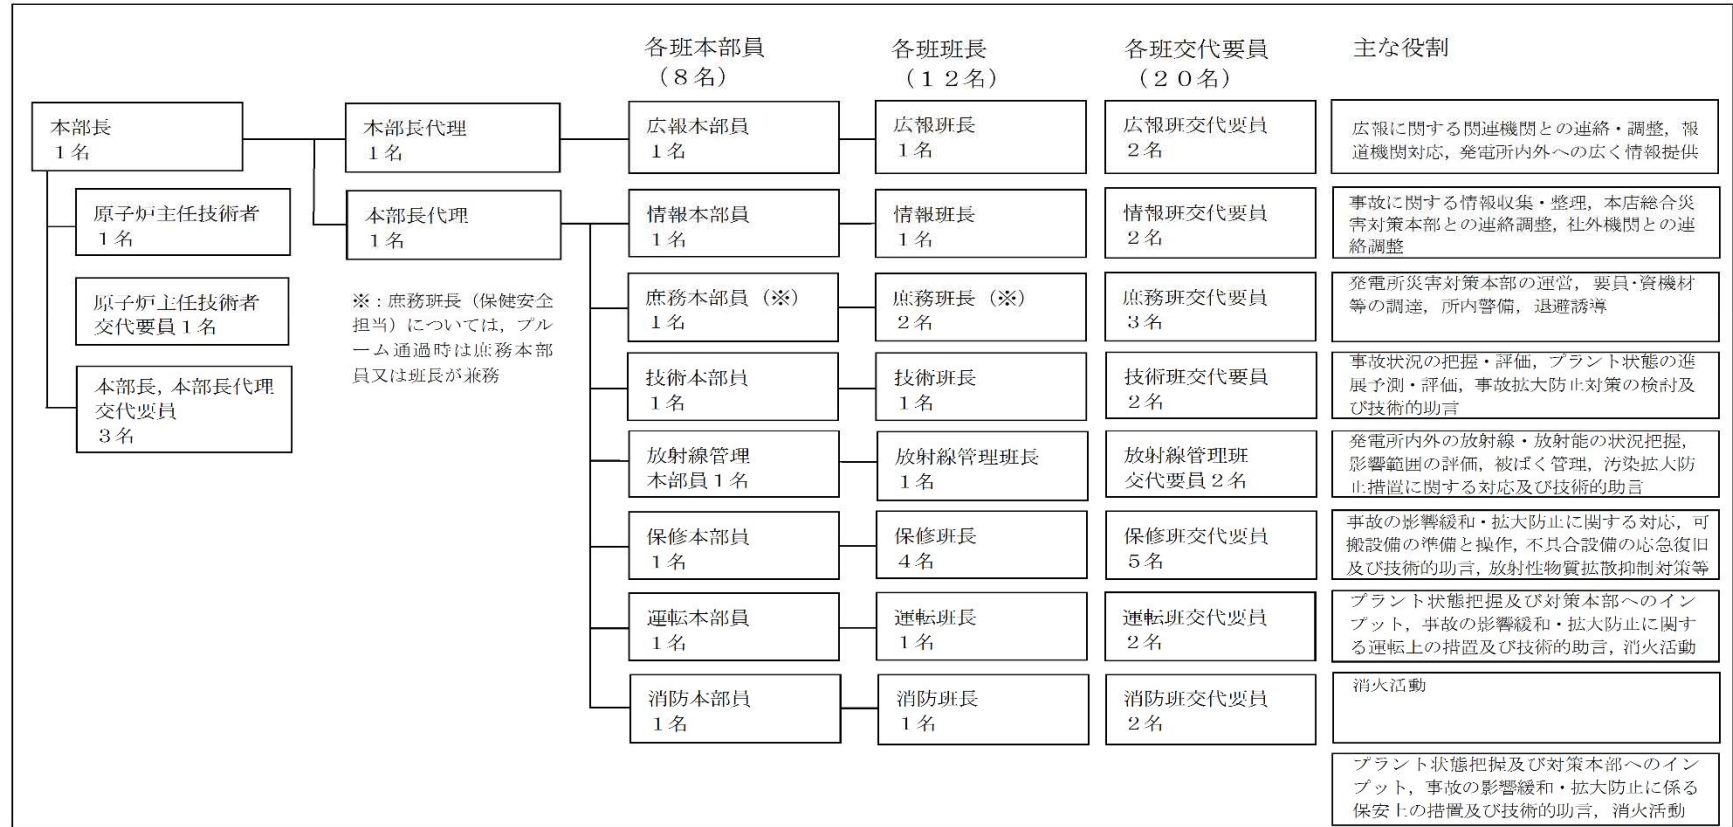 各班本部員
(8名)
各班班長
(12名)
各班交代要員
(20名)
主な役割
本部長
1名
原子炉主任技術者
1名
原子炉主任技術者
交代要員1名
本部長，本部長代理
交代要員
3名
本部長代理
1名
本部長代理
1名
※：庶務班長（保健安全
担当）については，プル
ーム通過時は庶務本部
員又は班長が兼務
広報本部員
1名
広報班長
1名
広報班交代要員
2名
広報に関する関連機関との連絡・調整，報
道機関対応，発電所内外への広く情報提供
情報本部員
1名
情報班長
1名
情報班交代要員
2名
事故に関する情報収集・整理，本店総合災
害対策本部との連絡調整，社外機関との連
絡調整
庶務本部員（※）
1名
庶務班長（※）
2名
庶務班交代要員
3名
発電所災害対策本部の運営，要員・資機材
等の調達，所内警備，退避誘導
技術本部員
1名
技術班長
1名
技術班交代要員
2名
事故状況の把握・評価，プラント状態の進
展予測・評価，事故拡大防止対策の検討及
び技術的助言
放射線管理
本部員1名
放射線管理班長
1名
放射線管理班
交代要員2名
発電所内外の放射線・放射能の状況把握，
影響範囲の評価，被ばく管理，汚染拡大防
止措置に関する対応及び技術的助言
保修本部員
1名
保修班長
4名
保修班交代要員
5名
事故の影響緩和・拡大防止に関する対応，可
搬設備の準備と操作，不具合設備の応急復旧
及び技術的助言，放射性物質拡散抑制対策等
運転本部員
1名
運転班長
1名
運転班交代要員
2名
プラント状態把握及び対策本部へのイン
プット，事故の影響緩和・拡大防止に関す
る運転上の措置及び技術的助言，消火活動
消防本部員
1名
消防班長
1名
消防班交代要員
2名
消火活動
プラント状態把握及び対策本部へのイン
プット，事故の影響緩和・拡大防止に係る
保安上の措置及び技術的助言，消火活動